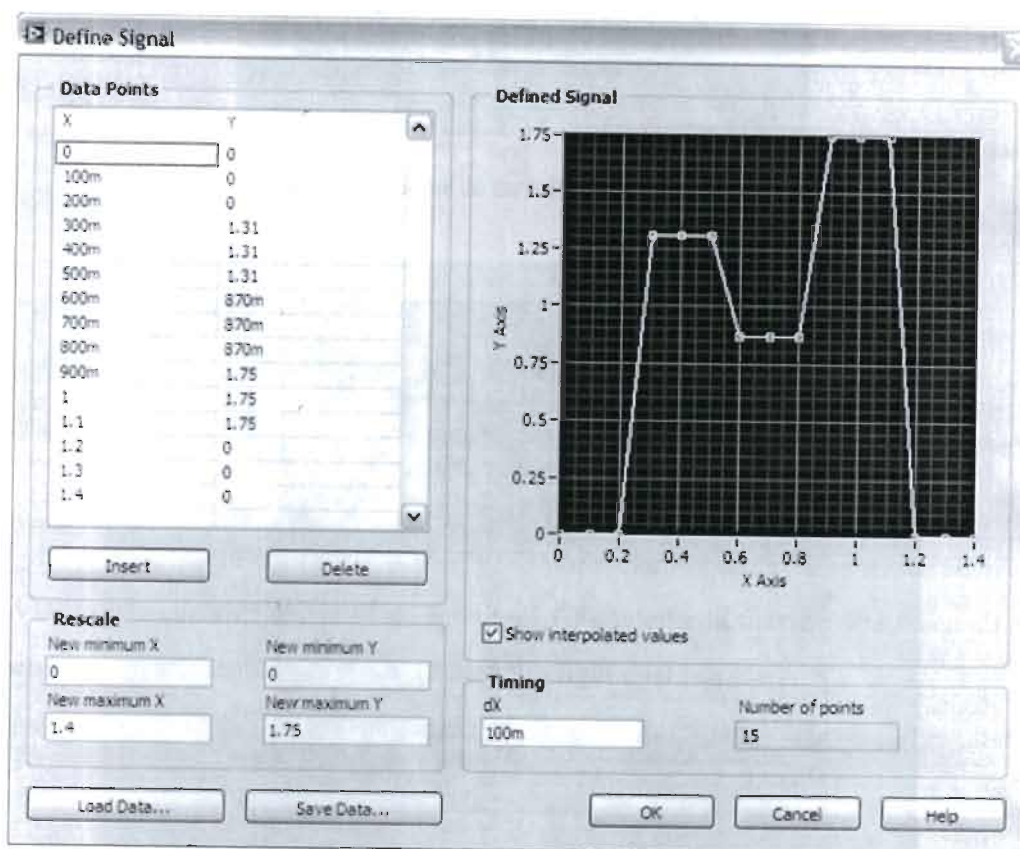 Define Signal
Data Points
X Y
0 0
100m 0
200m 0
300m 1.31
400m 1.31
500m 1.31
600m 870m
700m 870m
800m 870m
900m 1.75
1 1.75
1.1 1.75
1.2 0
1.3 0
1.4 0
Insert Delete
Rescale
New minimum X New minimum Y
0 0
New maximum X New maximum Y
1.4 1.75
Load Data... Save Data...
Defined Signal
1.75
1.5
1.25
1
0.75
0.5
0.25
0
Y Axis
0 0.2 0.4 0.6 0.8 1 1.2 1.4
X Axis
Show interpolated values
Timing
dX Number of points
100m 15
OK Cancel Help